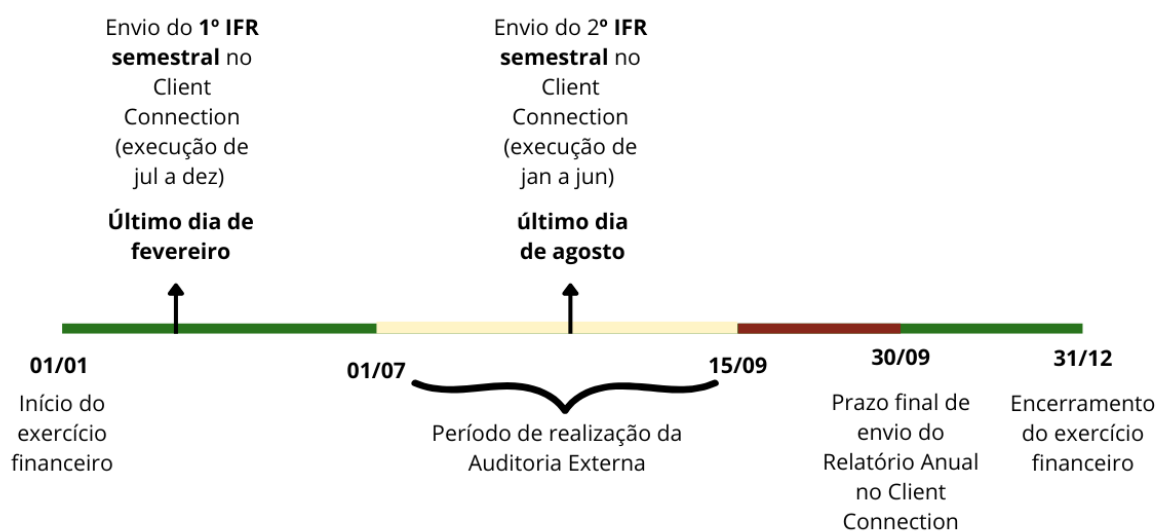 Envio do 1º IFR
semestral no
Client
Connection
(execução de
jul a dez)
Último dia de
fevereiro
Envio do 2º IFR
semestral no
Client
Connection
(execução de
jan a jun)
último dia
de agosto
01/01
Início do
exercício
financeiro
01/07
15/09
Período de realização da
Auditoria Externa
30/09
Prazo final de
envio do
Relatório Anual
no Client
Connection
31/12
Encerramento
do exercício
financeiro